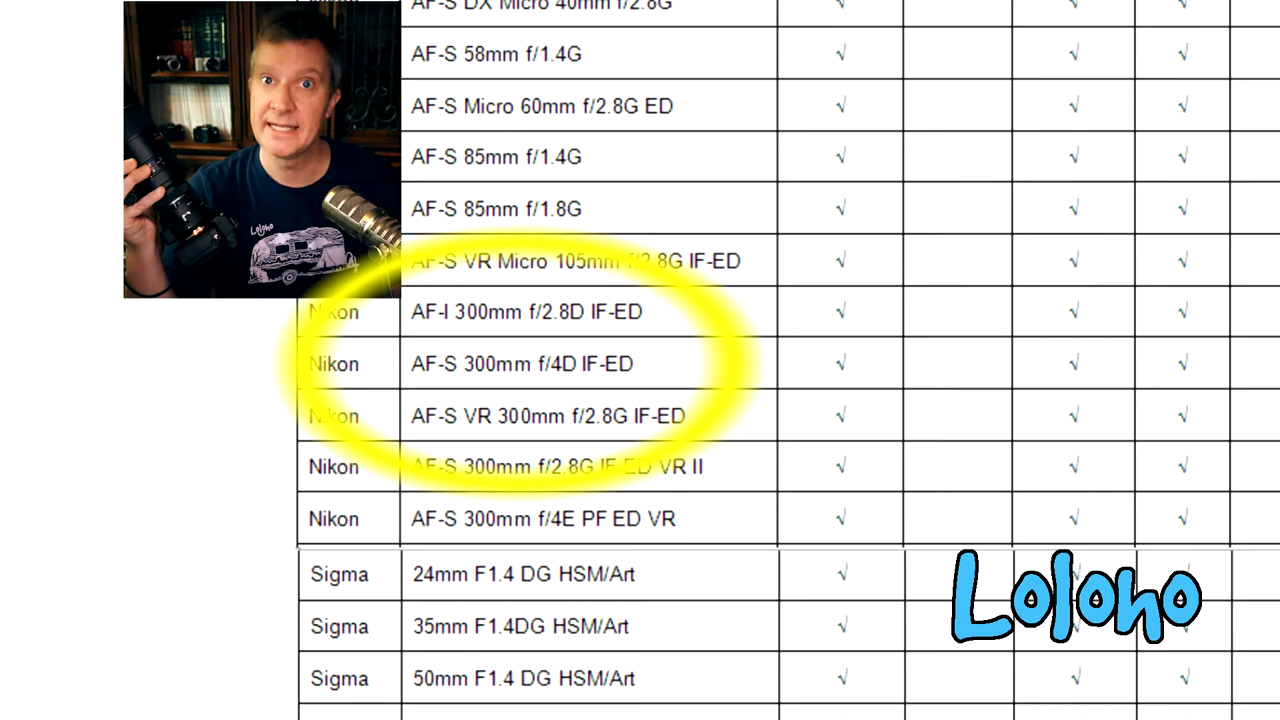 AF-S DX Micro 40mm f/2.8G √ √ √
AF-S 58mm f/1.4G √ √ √
AF-S Micro 60mm f/2.8G ED √ √ √
AF-S 85mm f/1.4G √ √ √
AF-S 85mm f/1.8G √ √ √
AF-S VR Micro 105mm f/2.8G IF-ED √ √ √
Nikon AF-I 300mm f/2.8D IF-ED √ √ √
Nikon AF-S 300mm f/4D IF-ED √ √ √
Nikon AF-S VR 300mm f/2.8G IF-ED √ √ √
Nikon AF-S 300mm f/2.8G IF ED VR II √ √ √
Nikon AF-S 300mm f/4E PF ED VR √ √ √
Sigma 24mm F1.4 DG HSM/Art √ √ √
Sigma 35mm F1.4DG HSM/Art √ √ √
Sigma 50mm F1.4 DG HSM/Art √ √ √
Loloho
Loloho